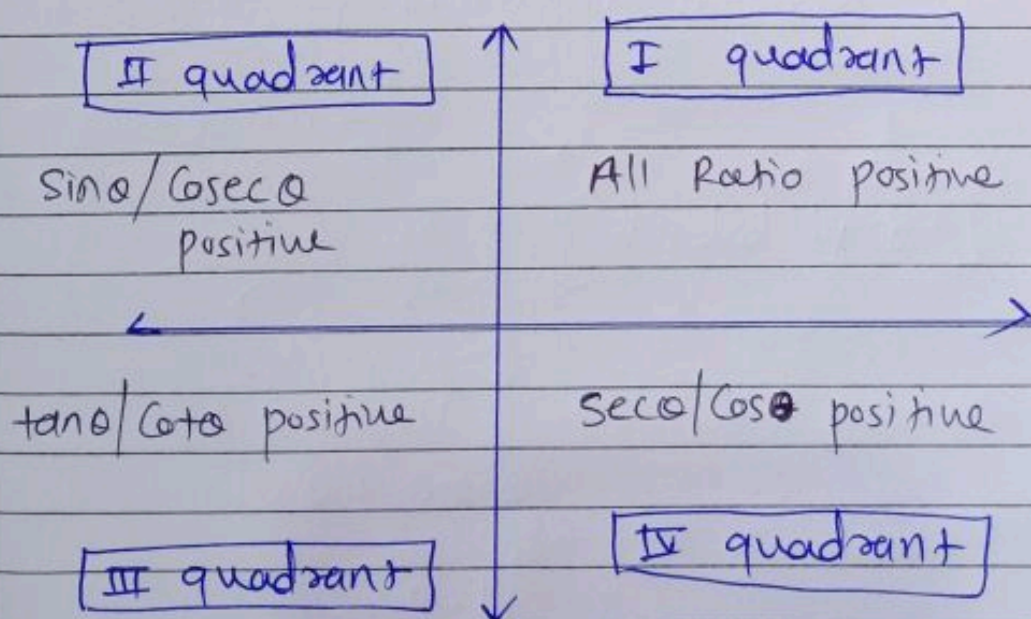 II quadrant
I quadrant
Sinθ/Cosecθ
positive
All Ratio positive
tanθ/Cotθ positive
Secθ/Cosθ positive
III quadrant
IV quadrant